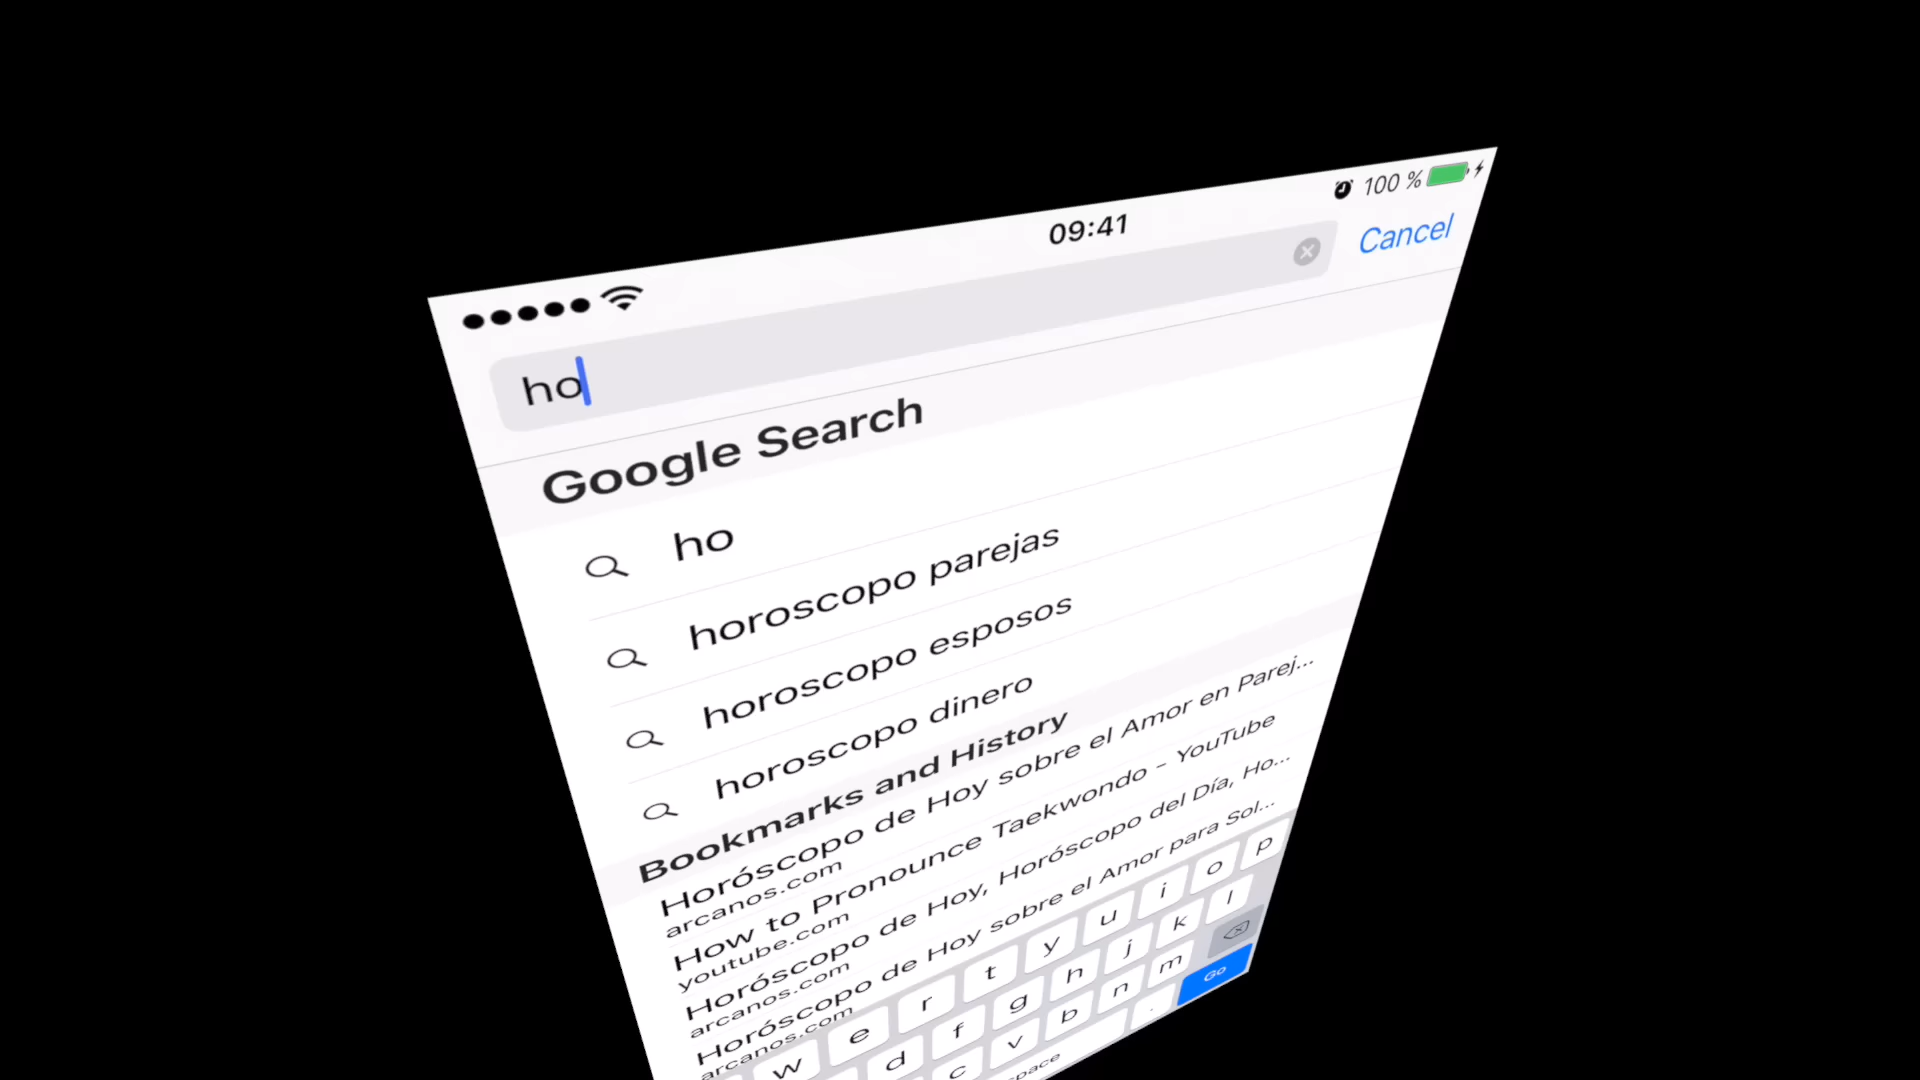 09:41
100 %
ho
Cancel
Google Search
ho
horoscopo parejas
horoscopo esposos
horoscopo dinero
Bookmarks and History
Horóscopo de Hoy sobre el Amor en Parej...
arcanos.com
How to Pronounce Taekwondo - YouTube
youtube.com
Horóscopo de Hoy, Horóscopo del Día, Ho...
arcanos.com
Horóscopo de Hoy sobre el Amor para Sol...
arcanos.com
w e r t y u i o p
d f g h j k l
c v b n m
space . Go